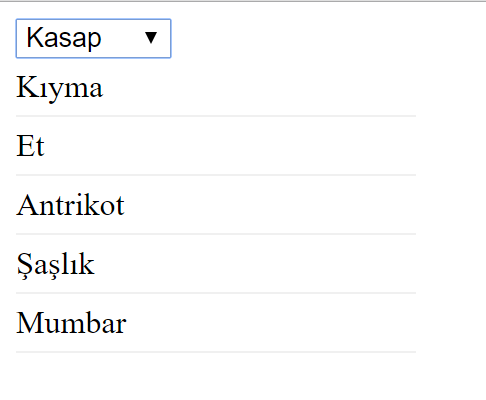 Kasap
Kıyma
Et
Antrikot
Şaşlık
Mumbar